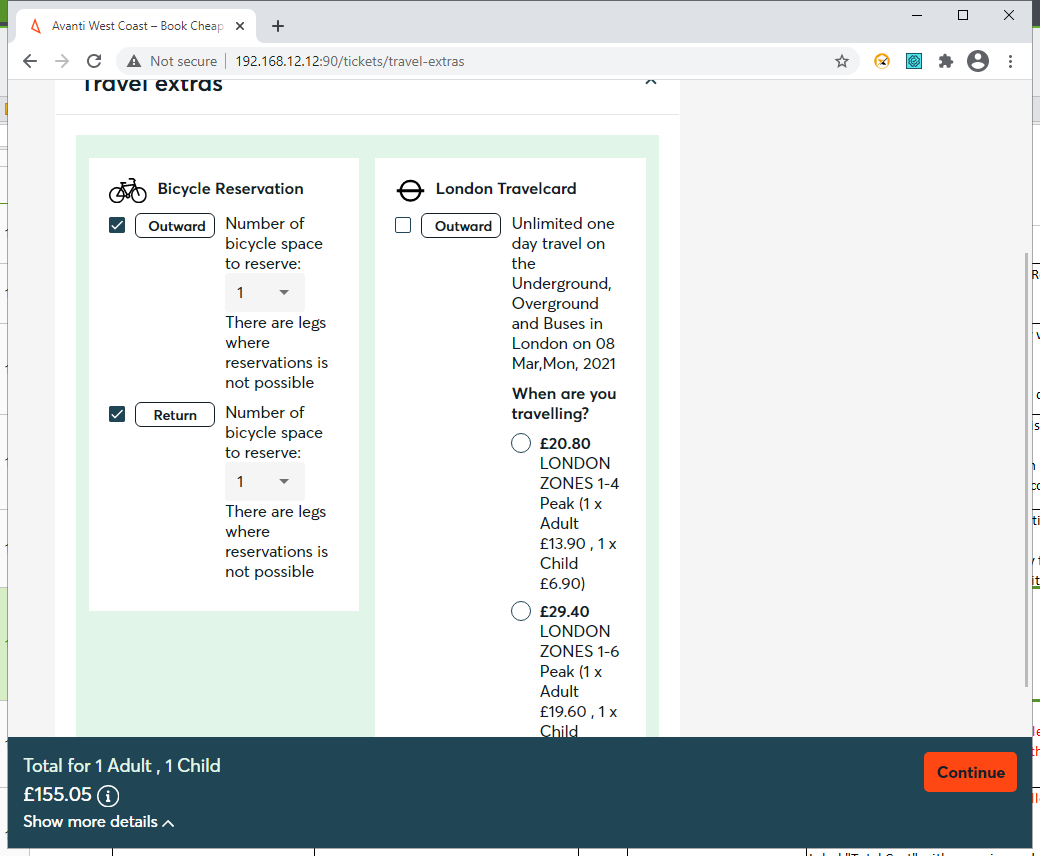 Avanti West Coast – Book Cheap
Not secure
192.168.12.12:90/tickets/travel-extras
Travel extras
Bicycle Reservation
Outward
Number of
bicycle space
to reserve:
1
There are legs
where
reservations is
not possible
Return
Number of
bicycle space
to reserve:
1
There are legs
where
reservations is
not possible
London Travelcard
Outward
Unlimited one
day travel on
the
Underground,
Overground
and Buses in
London on 08
Mar,Mon, 2021
When are you
travelling?
£20.80
LONDON
ZONES 1-4
Peak (1 x
Adult
£13.90 , 1 x
Child
£6.90)
£29.40
LONDON
ZONES 1-6
Peak (1 x
Adult
£19.60 , 1 x
Child
Total for 1 Adult , 1 Child
£155.05
Show more details
Continue